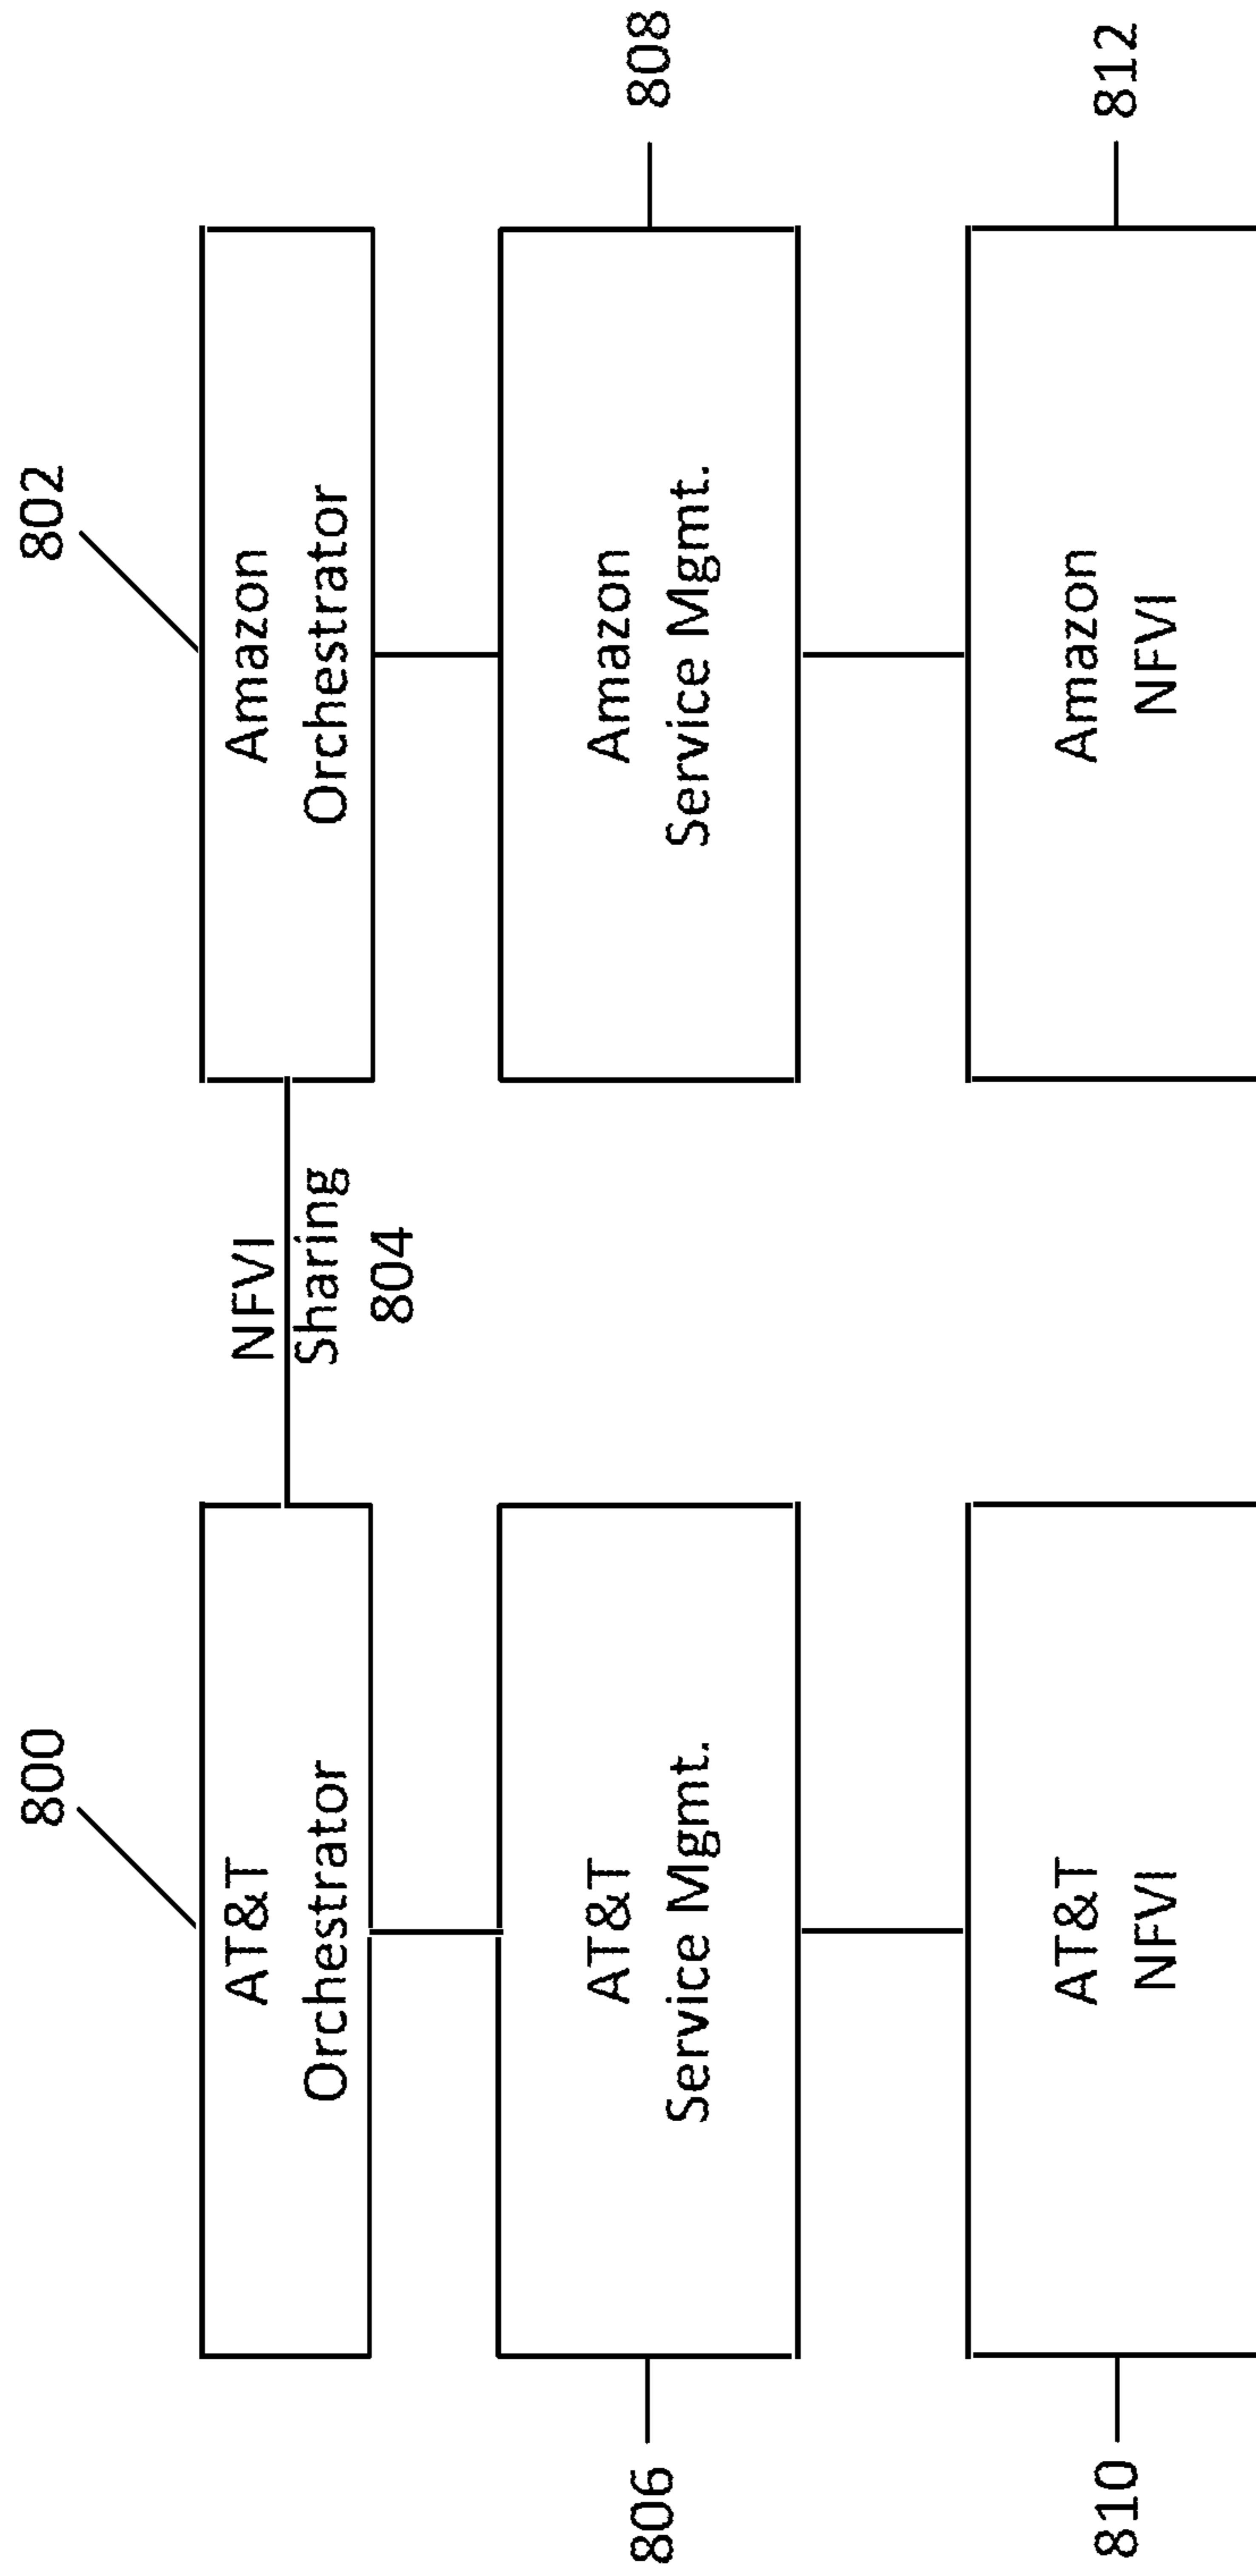 800
802
AT&T
Orchestrator
NFVI
Sharing
804
Amazon
Orchestrator
806
AT&T
Service Mgmt.
Amazon
Service Mgmt.
808
810
AT&T
NFVI
Amazon
NFVI
812